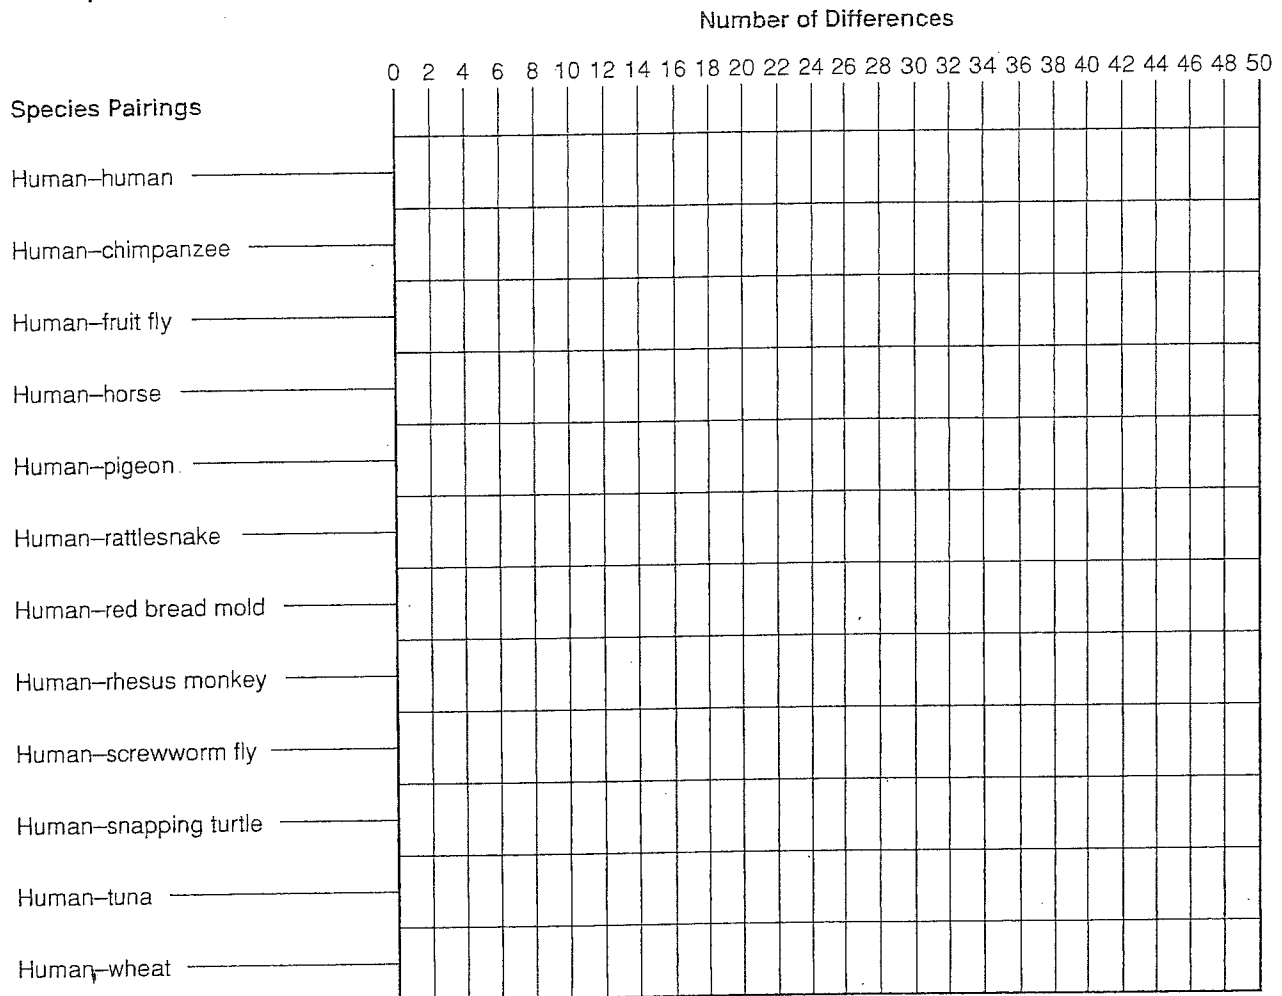 Number of Differences
0 2 4 6 8 10 12 14 16 18 20 22 24 26 28 30 32 34 36 38 40 42 44 46 48 50
Species Pairings
Human–human
Human–chimpanzee
Human–fruit fly
Human–horse
Human–pigeon
Human–rattlesnake
Human–red bread mold
Human–rhesus monkey
Human–screwworm fly
Human–snapping turtle
Human–tuna
Human–wheat